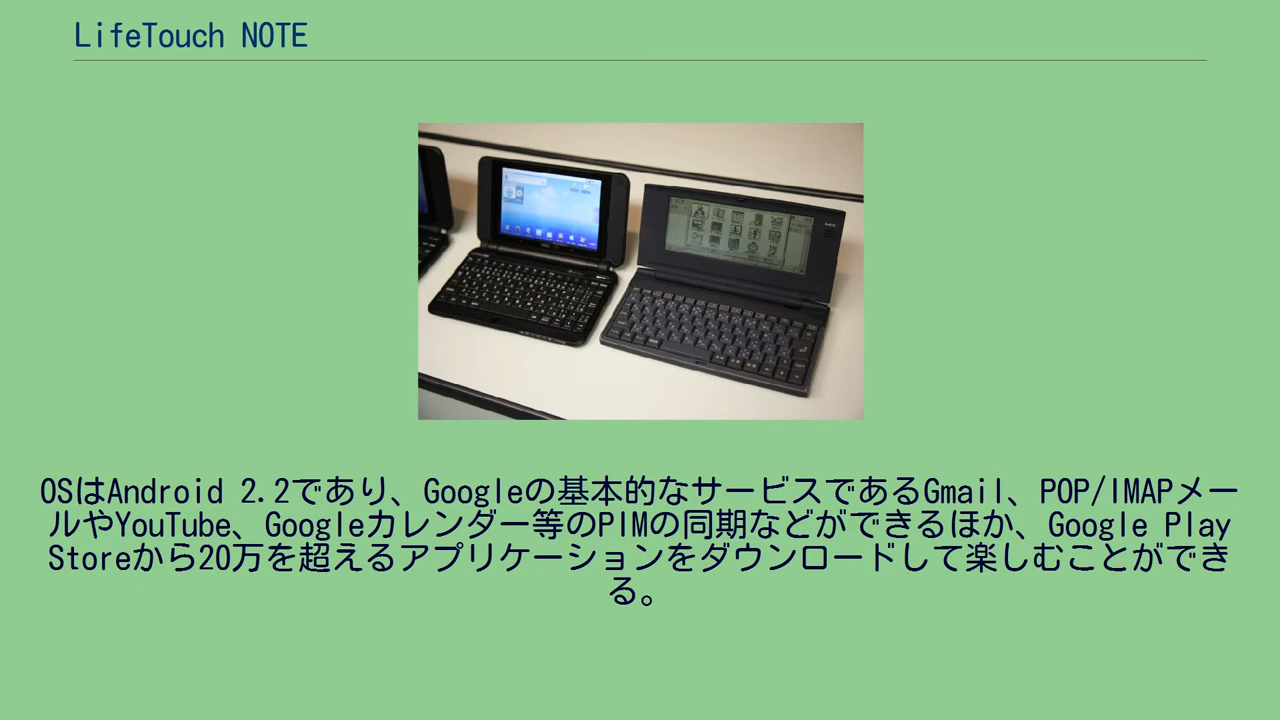 LifeTouch NOTE
OSはAndroid 2.2であり、Googleの基本的なサービスであるGmail、POP/IMAPメー
ルやYouTube、Googleカレンダー等のPIMの同期などができるほか、Google Play
Storeから20万を超えるアプリケーションをダウンロードして楽しむことができ
る。